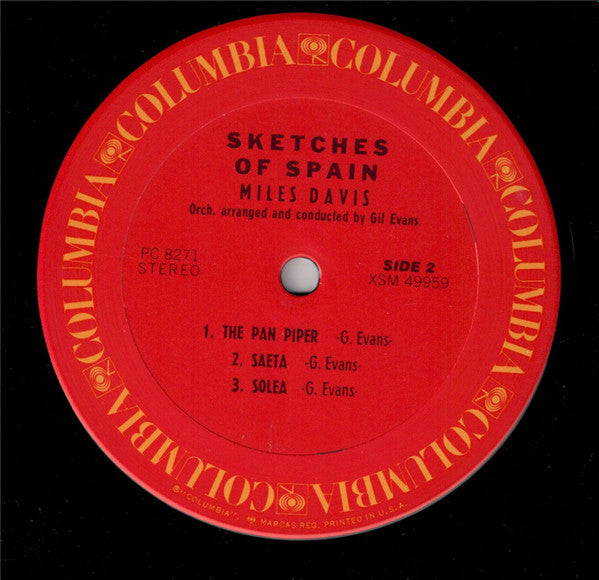 COLUMBIA COLUMBIA COLUMBIA COLUMBIA COLUMBIA COLUMBIA
SKETCHES
OF SPAIN
MILES DAVIS
Orch. arranged and conducted by Gil Evans
PC 8271
STEREO
SIDE 2
XSM 49959
1. THE PAN PIPER -G. Evans-
2. SAETA -G. Evans-
3. SOLEA -G. Evans-
®"COLUMBIA", MARCAS REG. PRINTED IN U.S.A.